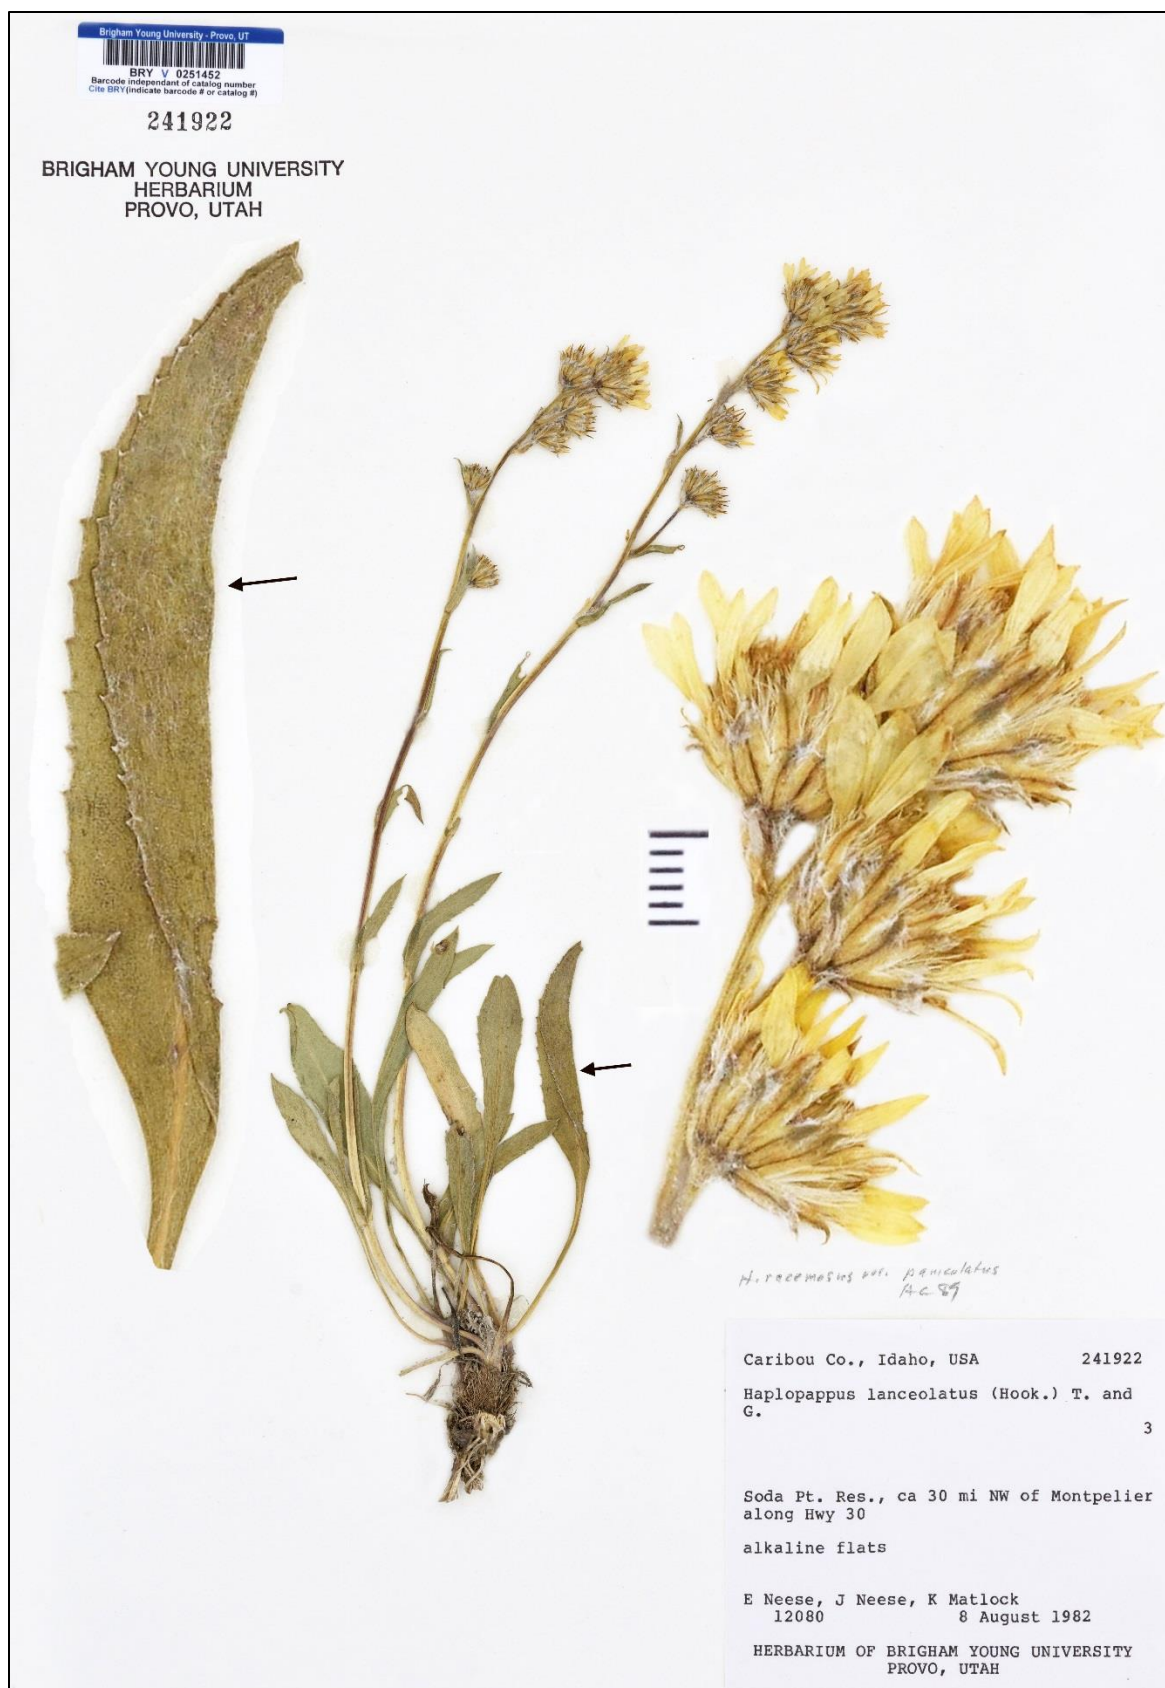 Brigham Young University - Provo, UT
BRY V 0251452
Barcode independant of catalog number
Cite BRY(indicate barcode # or catalog #)
241922
BRIGHAM YOUNG UNIVERSITY
HERBARIUM
PROVO, UTAH
H. racemosus var. paniculatus
AC 89
Caribou Co., Idaho, USA 241922
Haplopappus lanceolatus (Hook.) T. and
G.
3
Soda Pt. Res., ca 30 mi NW of Montpelier
along Hwy 30
alkaline flats
E Neese, J Neese, K Matlock
12080 8 August 1982
HERBARIUM OF BRIGHAM YOUNG UNIVERSITY
PROVO, UTAH